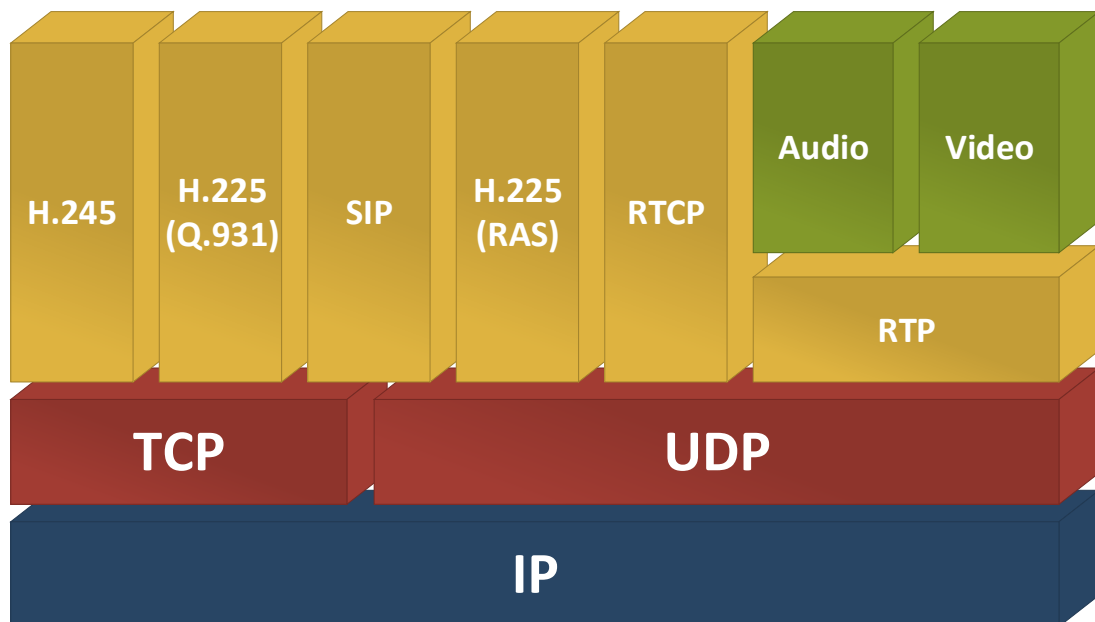 H.245
H.225
(Q.931)
SIP
H.225
(RAS)
RTCP
Audio
Video
RTP
TCP
UDP
IP